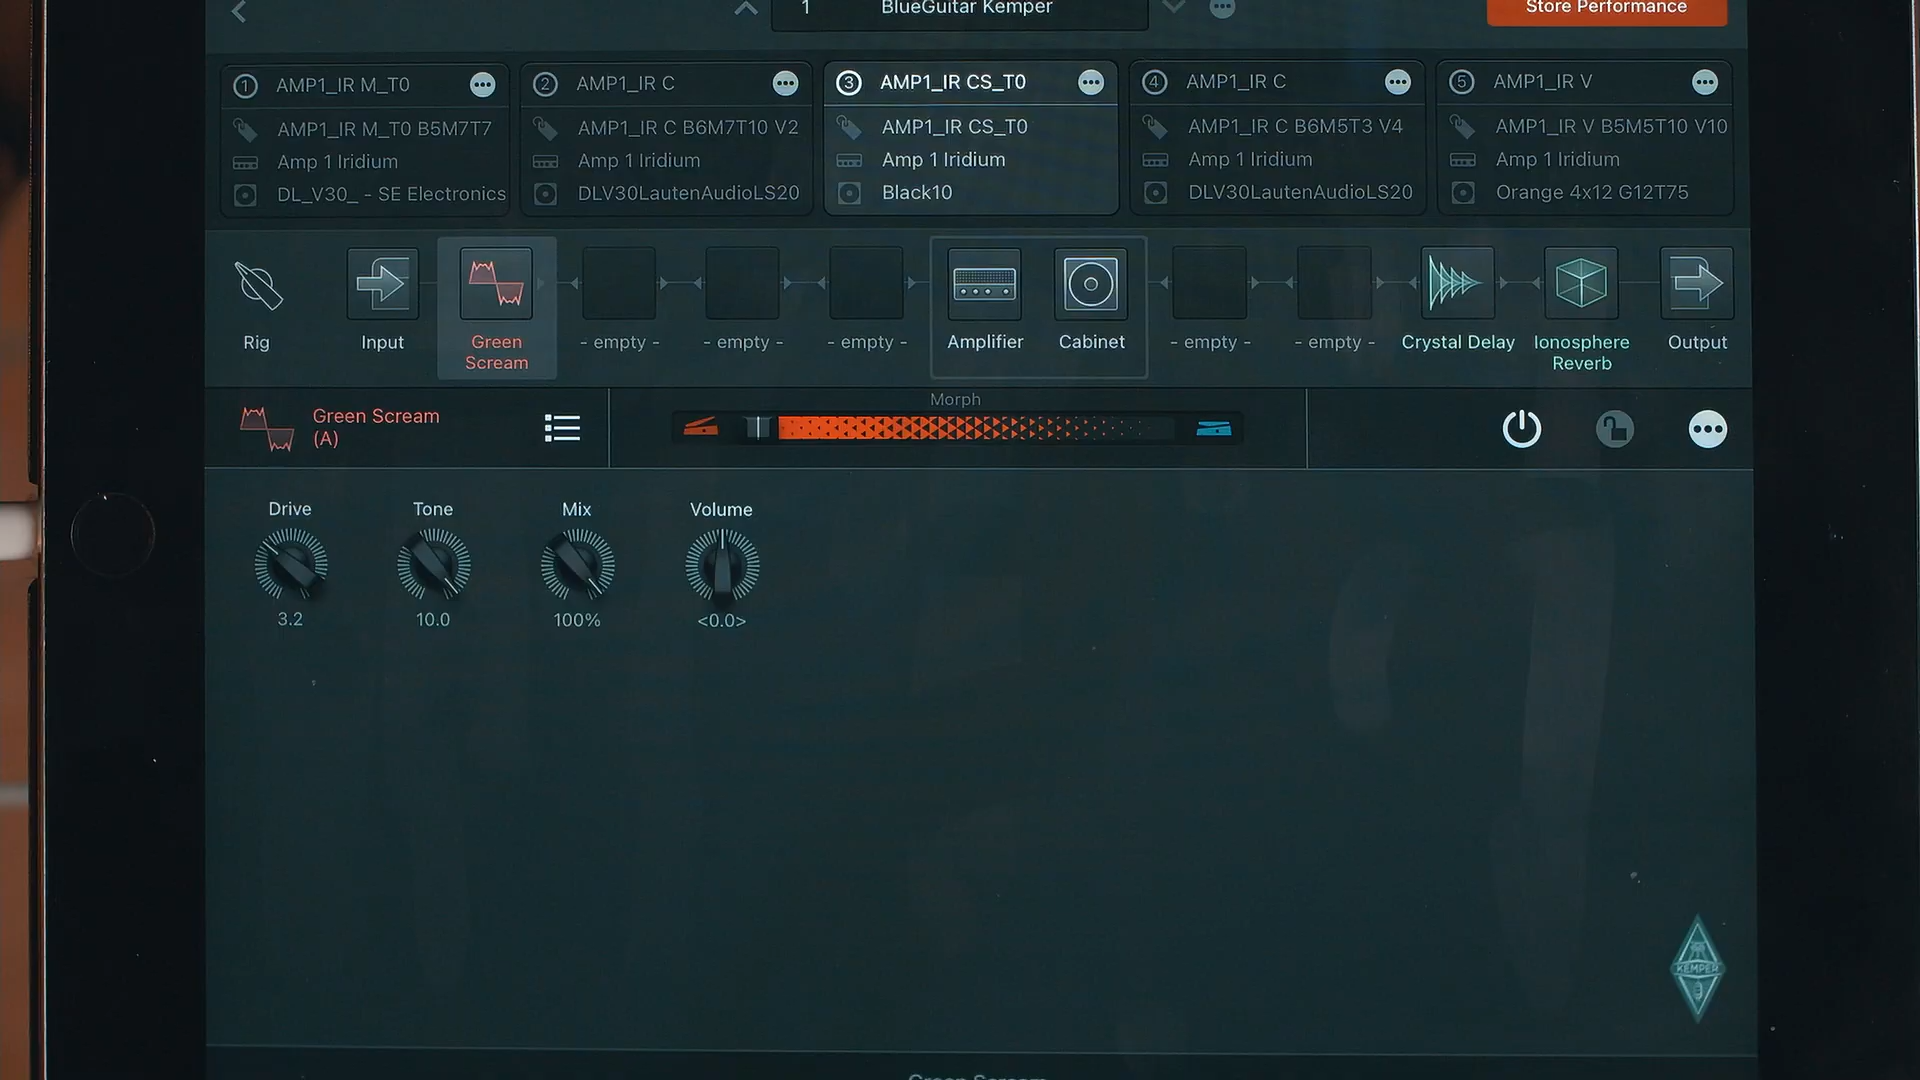 1 BlueGuitar Kemper
Store Performance
1 AMP1_IR M_T0
AMP1_IR M_T0 B5M7T7
Amp 1 Iridium
DL_V30_ - SE Electronics
2 AMP1_IR C
AMP1_IR C B6M7T10 V2
Amp 1 Iridium
DLV30LautenAudioLS20
3 AMP1_IR CS_T0
AMP1_IR CS_T0
Amp 1 Iridium
Black10
4 AMP1_IR C
AMP1_IR C B6M5T3 V4
Amp 1 Iridium
DLV30LautenAudioLS20
5 AMP1_IR V
AMP1_IR V B5M5T10 V10
Amp 1 Iridium
Orange 4x12 G12T75
Rig
Input
Green
Scream
- empty -
- empty -
- empty -
Amplifier
Cabinet
- empty -
- empty -
Crystal Delay
Ionosphere
Reverb
Output
Green Scream
(A)
Morph
Drive
3.2
Tone
10.0
Mix
100%
Volume
<0.0>
KEMPER
Green Scream